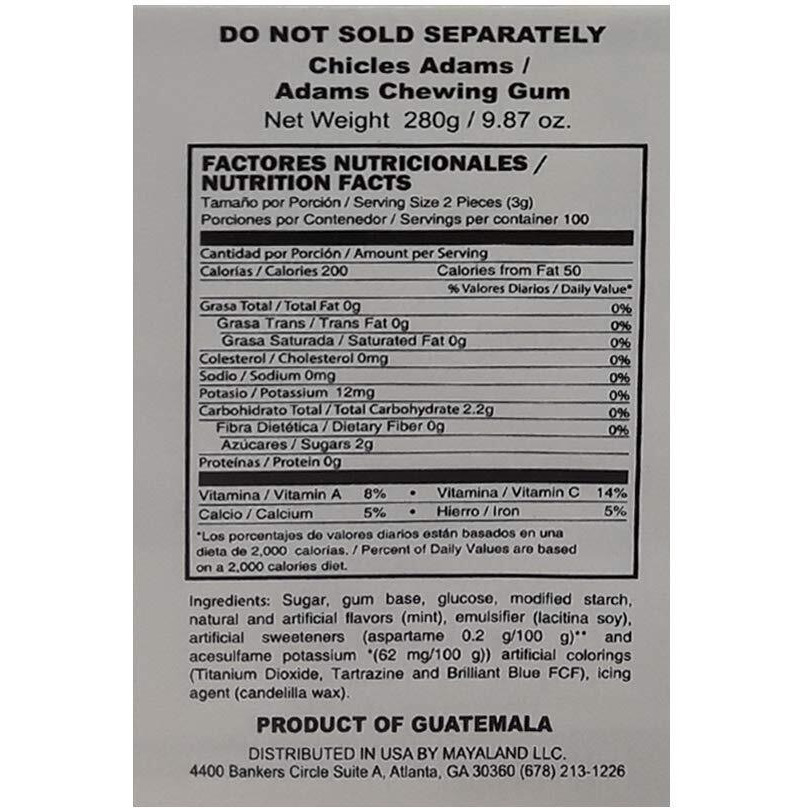 DO NOT SOLD SEPARATELY
Chicles Adams /
Adams Chewing Gum
Net Weight 280g / 9.87 oz.
FACTORES NUTRICIONALES /
NUTRITION FACTS
Tamaño por Porción / Serving Size 2 Pieces (3g)
Porciones por Contenedor / Servings per container 100
Cantidad por Porción / Amount per Serving
Calorías / Calories 200 Calories from Fat 50
% Valores Diarios / Daily Value*
Grasa Total / Total Fat 0g 0%
Grasa Trans / Trans Fat 0g 0%
Grasa Saturada / Saturated Fat 0g 0%
Colesterol / Cholesterol 0mg 0%
Sodio / Sodium 0mg 0%
Potasio / Potassium 12mg 0%
Carbohidrato Total / Total Carbohydrate 2.2g 0%
Fibra Dietética / Dietary Fiber 0g 0%
Azúcares / Sugars 2g
Proteínas / Protein 0g
Vitamina / Vitamin A 8% • Vitamina / Vitamin C 14%
Calcio / Calcium 5% • Hierro / Iron 5%
*Los porcentajes de valores diarios están basados en una
dieta de 2,000 calorías. / Percent of Daily Values are based
on a 2,000 calories diet.
Ingredients: Sugar, gum base, glucose, modified starch,
natural and artificial flavors (mint), emulsifier (lacitina soy),
artificial sweeteners (aspartame 0.2 g/100 g)** and
acesulfame potassium *(62 mg/100 g)) artificial colorings
(Titanium Dioxide, Tartrazine and Brilliant Blue FCF), icing
agent (candelilla wax).
PRODUCT OF GUATEMALA
DISTRIBUTED IN USA BY MAYALAND LLC.
4400 Bankers Circle Suite A, Atlanta, GA 30360 (678) 213-1226